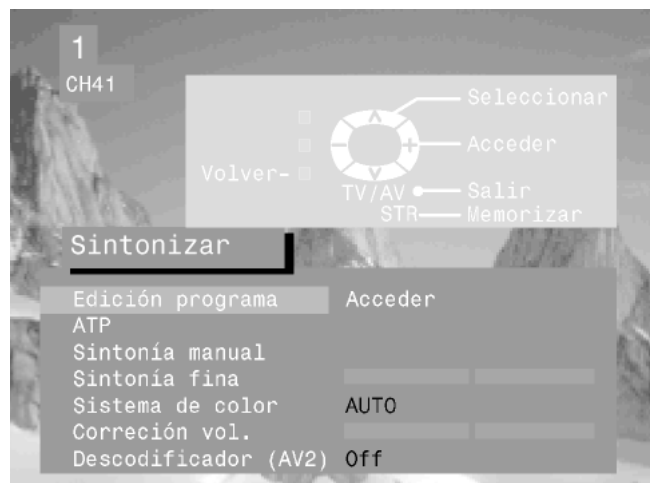 1
CH41
Seleccionar
Acceder
Volver-
TV/AV Salir
STR Memorizar
Sintonizar
Edición programa Acceder
ATP
Sintonía manual
Sintonía fina
Sistema de color AUTO
Correción vol.
Descodificador (AV2) Off